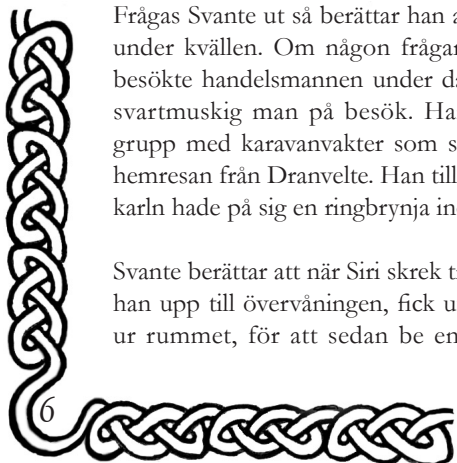 Frågas Svante ut så berättar han a
under kvällen. Om någon frågar
besökte handelsmannen under da
svartmuskig man på besök. Ha
grupp med karavanvakter som s
hemresan från Dranvelte. Han till
karln hade på sig en ringbrynja in
Svante berättar att när Siri skrek ti
han upp till övervåningen, fick u
ur rummet, för att sedan be en
6